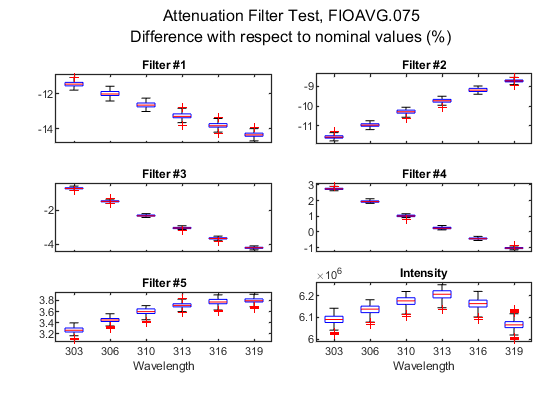 Attenuation Filter Test, FIOAVG.075
Difference with respect to nominal values (%)
Filter #1
-12
-14
Filter #2
-9
-10
-11
Filter #3
-2
-4
Filter #4
3
2
1
0
-1
Filter #5
3.8
3.6
3.4
3.2
303 306 310 313 316 319
Wavelength
Intensity
×10^6
6.2
6.1
6
303 306 310 313 316 319
Wavelength